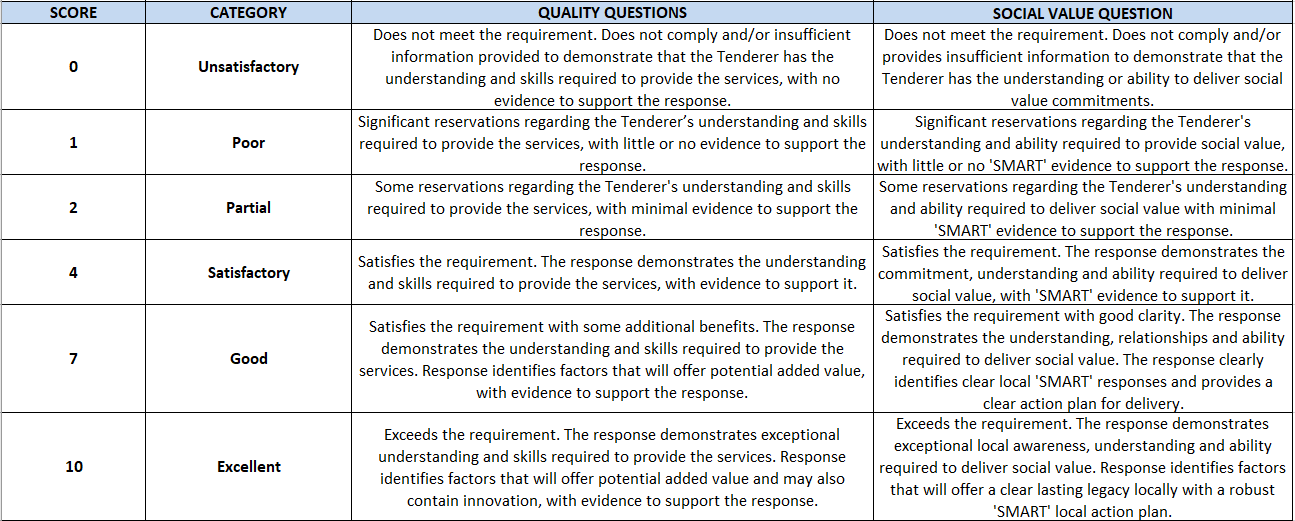 SCORE CATEGORY QUALITY QUESTIONS SOCIAL VALUE QUESTION
0
Unsatisfactory
Does not meet the requirement. Does not comply and/or insufficient
information provided to demonstrate that the Tenderer has the
understanding and skills required to provide the services, with no
evidence to support the response.
Does not meet the requirement. Does not comply and/or
provides insufficient information to demonstrate that the
Tenderer has the understanding or ability to deliver social
value commitments.
1
Poor
Significant reservations regarding the Tenderer’s understanding and skills
required to provide the services, with little or no evidence to support the
response.
Significant reservations regarding the Tenderer's
understanding and ability required to provide social value,
with little or no 'SMART' evidence to support the response.
2
Partial
Some reservations regarding the Tenderer's understanding and skills
required to provide the services, with minimal evidence to support the
response.
Some reservations regarding the Tenderer's understanding
and ability required to deliver social value with minimal
'SMART' evidence to support the response.
4
Satisfactory
Satisfies the requirement. The response demonstrates the understanding
and skills required to provide the services, with evidence to support it.
Satisfies the requirement. The response demonstrates the
commitment, understanding and ability required to deliver
social value, with 'SMART' evidence to support it.
7
Good
Satisfies the requirement with some additional benefits. The response
demonstrates the understanding and skills required to provide the
services. Response identifies factors that will offer potential added value,
with evidence to support the response.
Satisfies the requirement with good clarity. The response
demonstrates the understanding, relationships and ability
required to deliver social value. The response clearly
identifies clear local 'SMART' responses and provides a
clear action plan for delivery.
10
Excellent
Exceeds the requirement. The response demonstrates exceptional
understanding and skills required to provide the services. Response
identifies factors that will offer potential added value and may also
contain innovation, with evidence to support the response.
Exceeds the requirement. The response demonstrates
exceptional local awareness, understanding and ability
required to deliver social value. Response identifies factors
that will offer a clear lasting legacy locally with a robust
'SMART' local action plan.